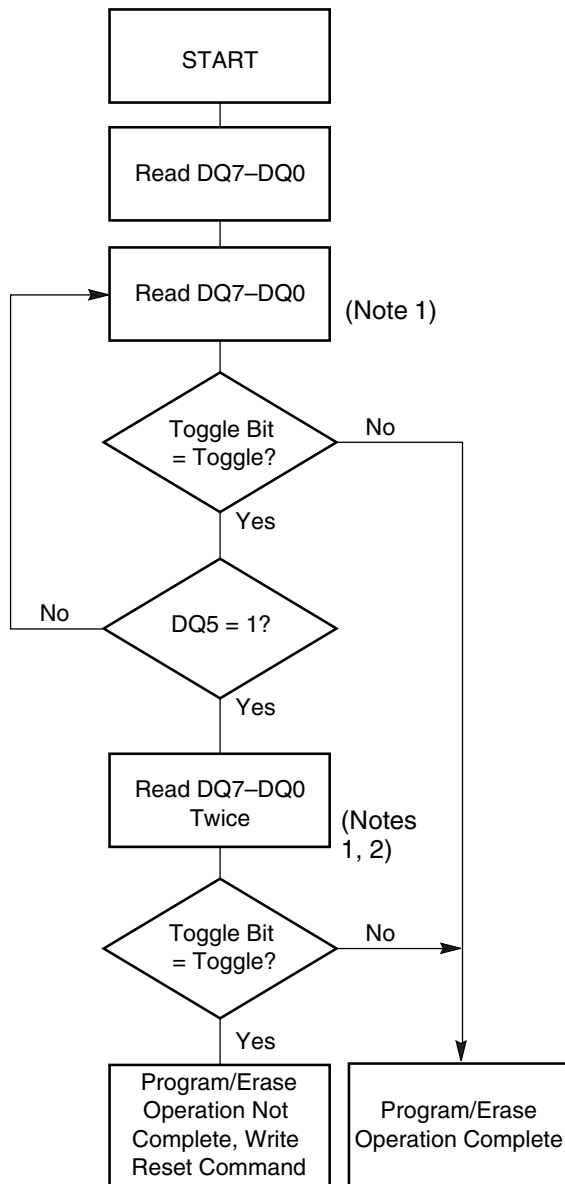 START
Read DQ7–DQ0
Read DQ7–DQ0
(Note 1)
Toggle Bit
= Toggle?
No
Yes
No
DQ5 = 1?
Yes
Read DQ7–DQ0
Twice
(Notes
1, 2)
Toggle Bit
= Toggle?
No
Yes
Program/Erase
Operation Not
Complete, Write
Reset Command
Program/Erase
Operation Complete